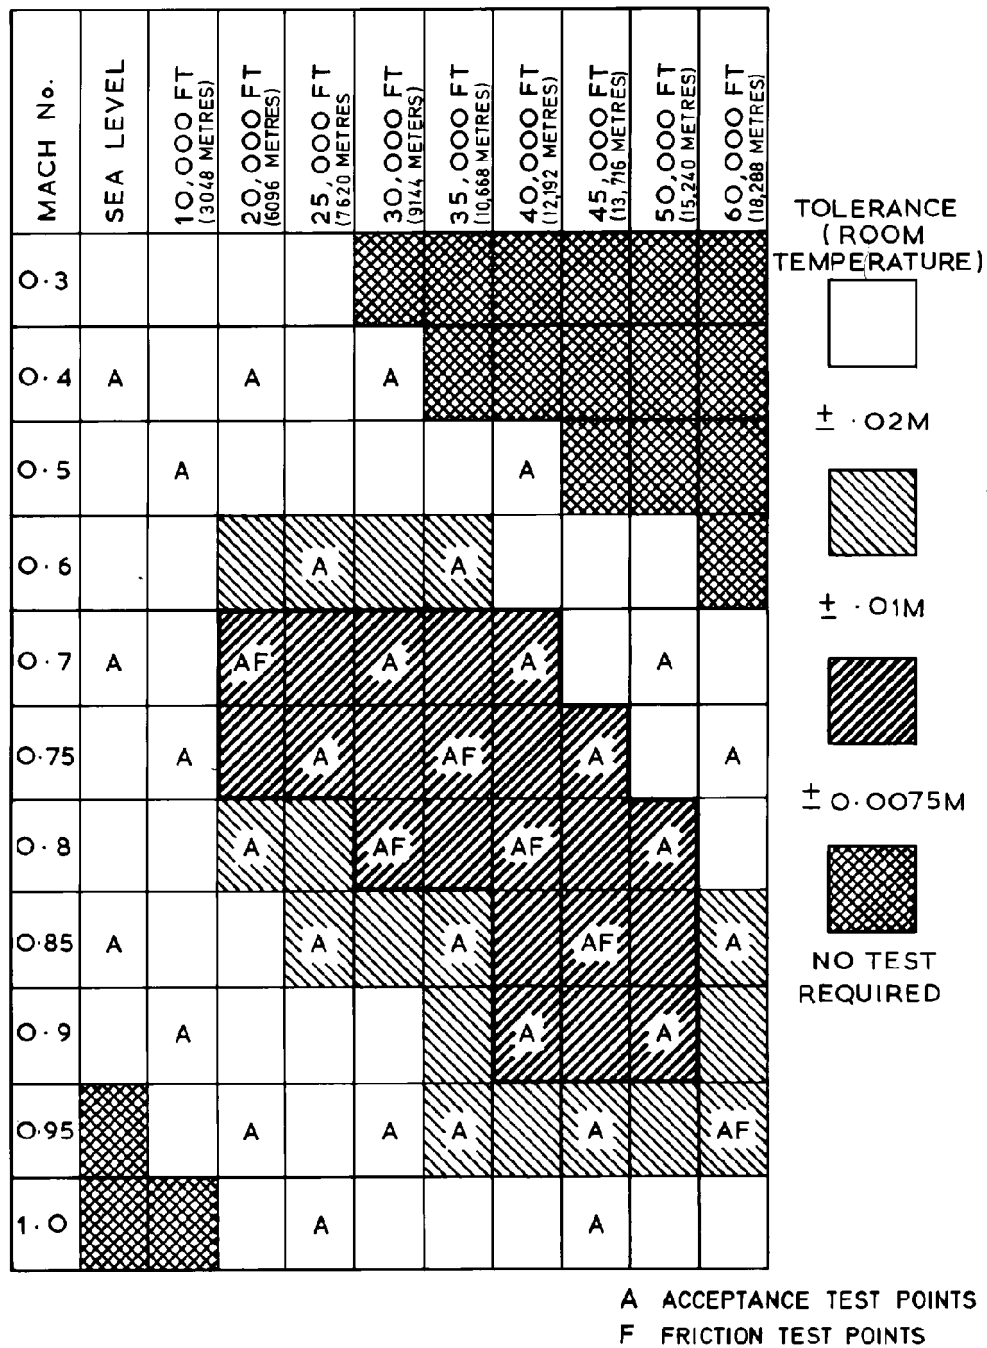 MACH No.
SEA LEVEL
10,000 FT
(3048 METRES)
20,000 FT
(6096 METRES)
25,000 FT
(7620 METRES
30,000 FT
(9144 METERS)
35,000 FT
(10,668 METRES)
40,000 FT
(12,192 METRES)
45,000 FT
(13,716 METRES)
50,000 FT
(15,240 METRES)
60,000 FT
(18,288 METRES)
0.3
0.4 A A A
0.5 A A
0.6 A A
0.7 A AF A A A
0.75 A A AF A A
0.8 A AF AF A
0.85 A A A AF A
0.9 A A A
0.95 A A A A AF
1.0 A A
TOLERANCE
(ROOM
TEMPERATURE)
± .02M
± .01M
± 0.0075M
NO TEST
REQUIRED
A ACCEPTANCE TEST POINTS
F FRICTION TEST POINTS